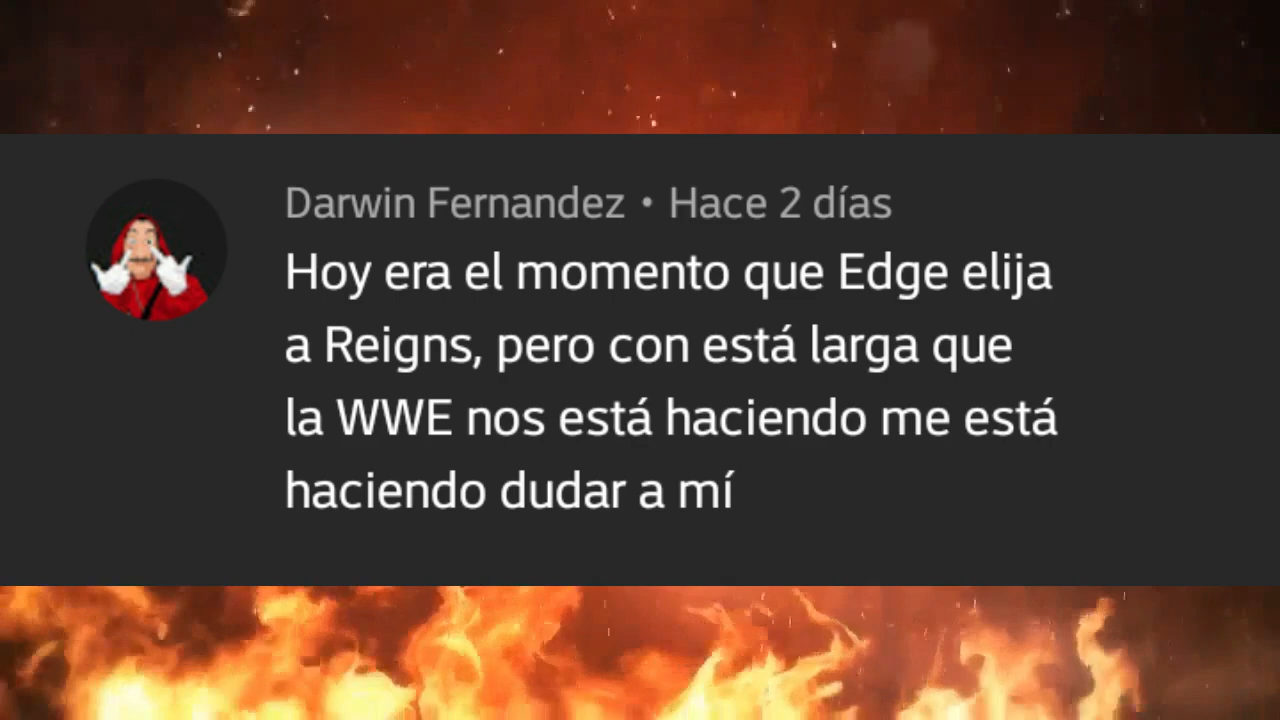 Darwin Fernandez • Hace 2 días
Hoy era el momento que Edge elija
a Reigns, pero con está larga que
la WWE nos está haciendo me está
haciendo dudar a mí